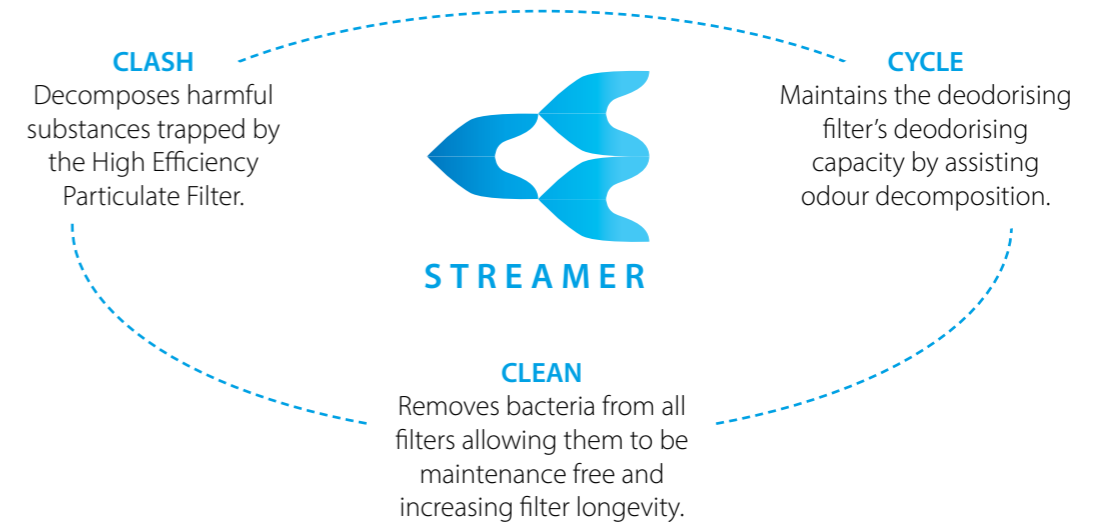 CLASH
Decomposes harmful
substances trapped by
the High Efficiency
Particulate Filter.
CYCLE
Maintains the deodorising
filter's deodorising
capacity by assisting
odour decomposition.
STREAMER
CLEAN
Removes bacteria from all
filters allowing them to be
maintenance free and
increasing filter longevity.